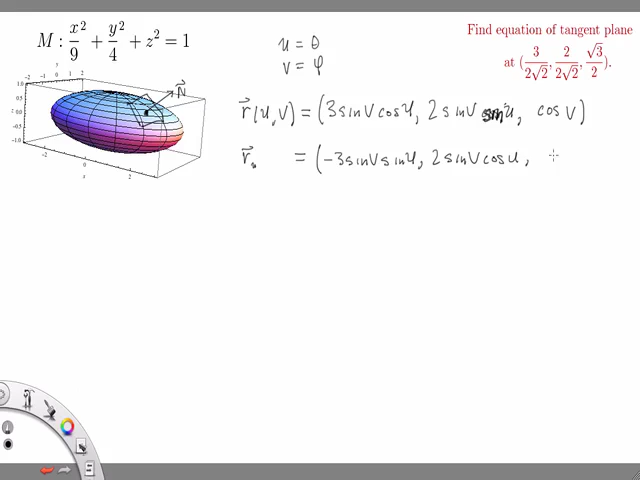 M : x²/9 + y²/4 + z² = 1
u = θ
v = φ
Find equation of tangent plane
at (3/(2√2), 2/(2√2), √3/2).
N⃗
r⃗(u,v) = (3 sin v cos u, 2 sin v sin u, cos v)
r⃗ = (-3 sin v sin u, 2 sin v cos u,